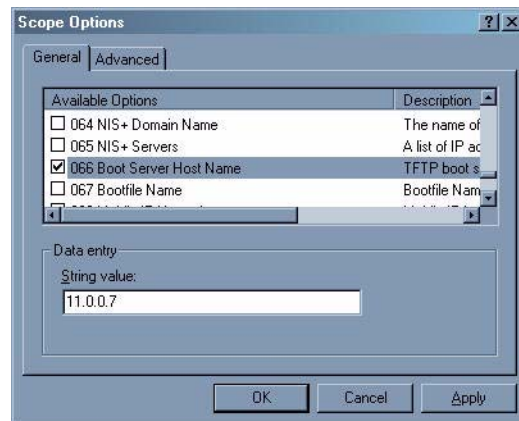 Scope Options
General Advanced
Available Options Description
064 NIS+ Domain Name The name of
065 NIS+ Servers A list of IP
066 Boot Server Host Name TFTP boot
067 Bootfile Name Bootfile Nam
Data entry
String value:
11.0.0.7
OK Cancel Apply